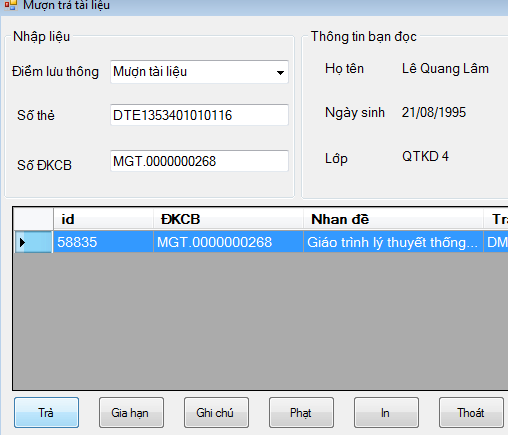 Mượn trả tài liệu
Nhập liệu
Điểm lưu thông Mượn tài liệu
Số thẻ DTE1353401010116
Số ĐKCB MGT.0000000268
Thông tin bạn đọc
Họ tên Lê Quang Lâm
Ngày sinh 21/08/1995
Lớp QTKD 4
id ĐKCB Nhan đề Trạ
58835 MGT.0000000268 Giáo trình lý thuyết thống... DM
Trả Gia hạn Ghi chú Phạt In Thoát